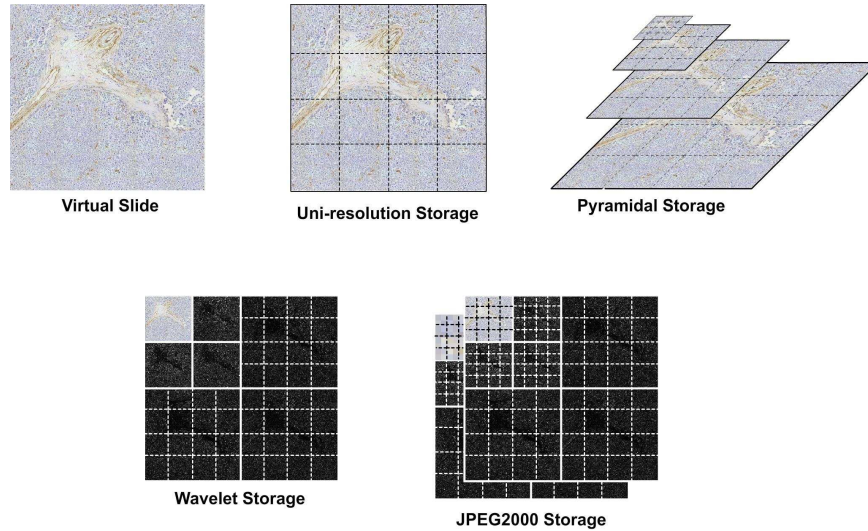 Virtual Slide
Uni-resolution Storage
Pyramidal Storage
Wavelet Storage
JPEG2000 Storage